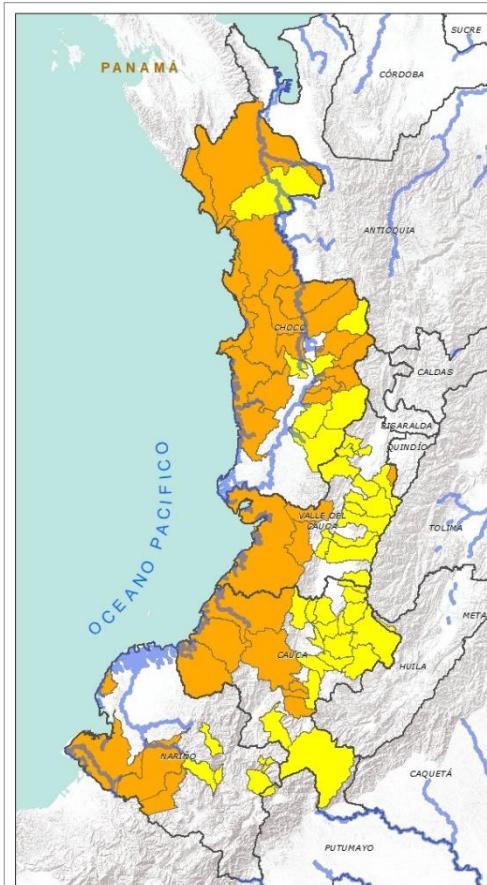 SUCRE
PANAMÁ
CÓRDOBA
ANTIOQUIA
CHOCÓ
CALDAS
RISARALDA
QUINDÍO
OCEANO PACIFICO
VALLE DEL
CAUCA
TOLIMA
META
CAUCA
HUILA
NARIÑO
CAQUETÁ
PUTUMAYO